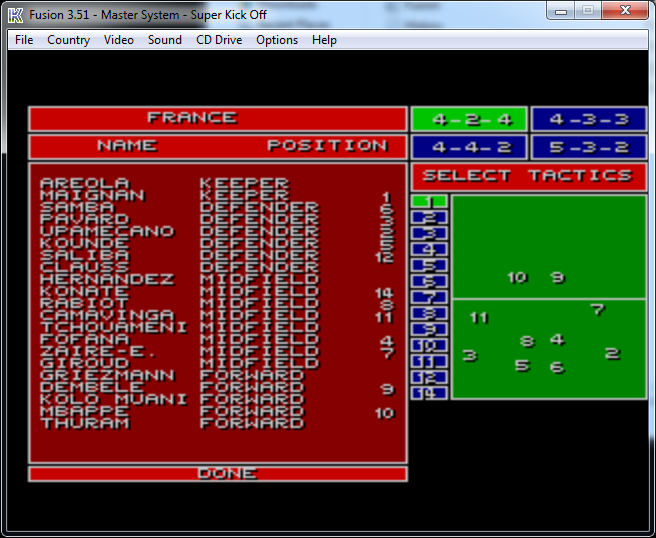 Fusion 3.51 - Master System - Super Kick Off
File Country Video Sound CD Drive Options Help
FRANCE
NAME POSITION
AREOLA KEEPER
MAIGNAN KEEPER 1
SAMBA DEFENDER 6
PAVARD DEFENDER 3
UPAMECANO DEFENDER 2
KOUNDE DEFENDER 5
SALIBA DEFENDER 12
CLAUSS DEFENDER
HERNANDEZ MIDFIELD
KONATE MIDFIELD 14
RABIOT MIDFIELD 8
CAMAVINGA MIDFIELD 11
TCHOUAMENI MIDFIELD
FOFANA MIDFIELD 4
ZAIRE-E. MIDFIELD 7
GIROUD MIDFIELD
GRIEZMANN FORWARD
DEMBELE FORWARD 9
KOLO MUANI FORWARD
MBAPPE FORWARD 10
THURAM FORWARD
DONE
4-2-4 4-3-3
4-4-2 5-3-2
SELECT TACTICS
1
2
3
4
5
6
7
8
9
10
11
12
14
10 9
7
11
8 4
3 2
5 6